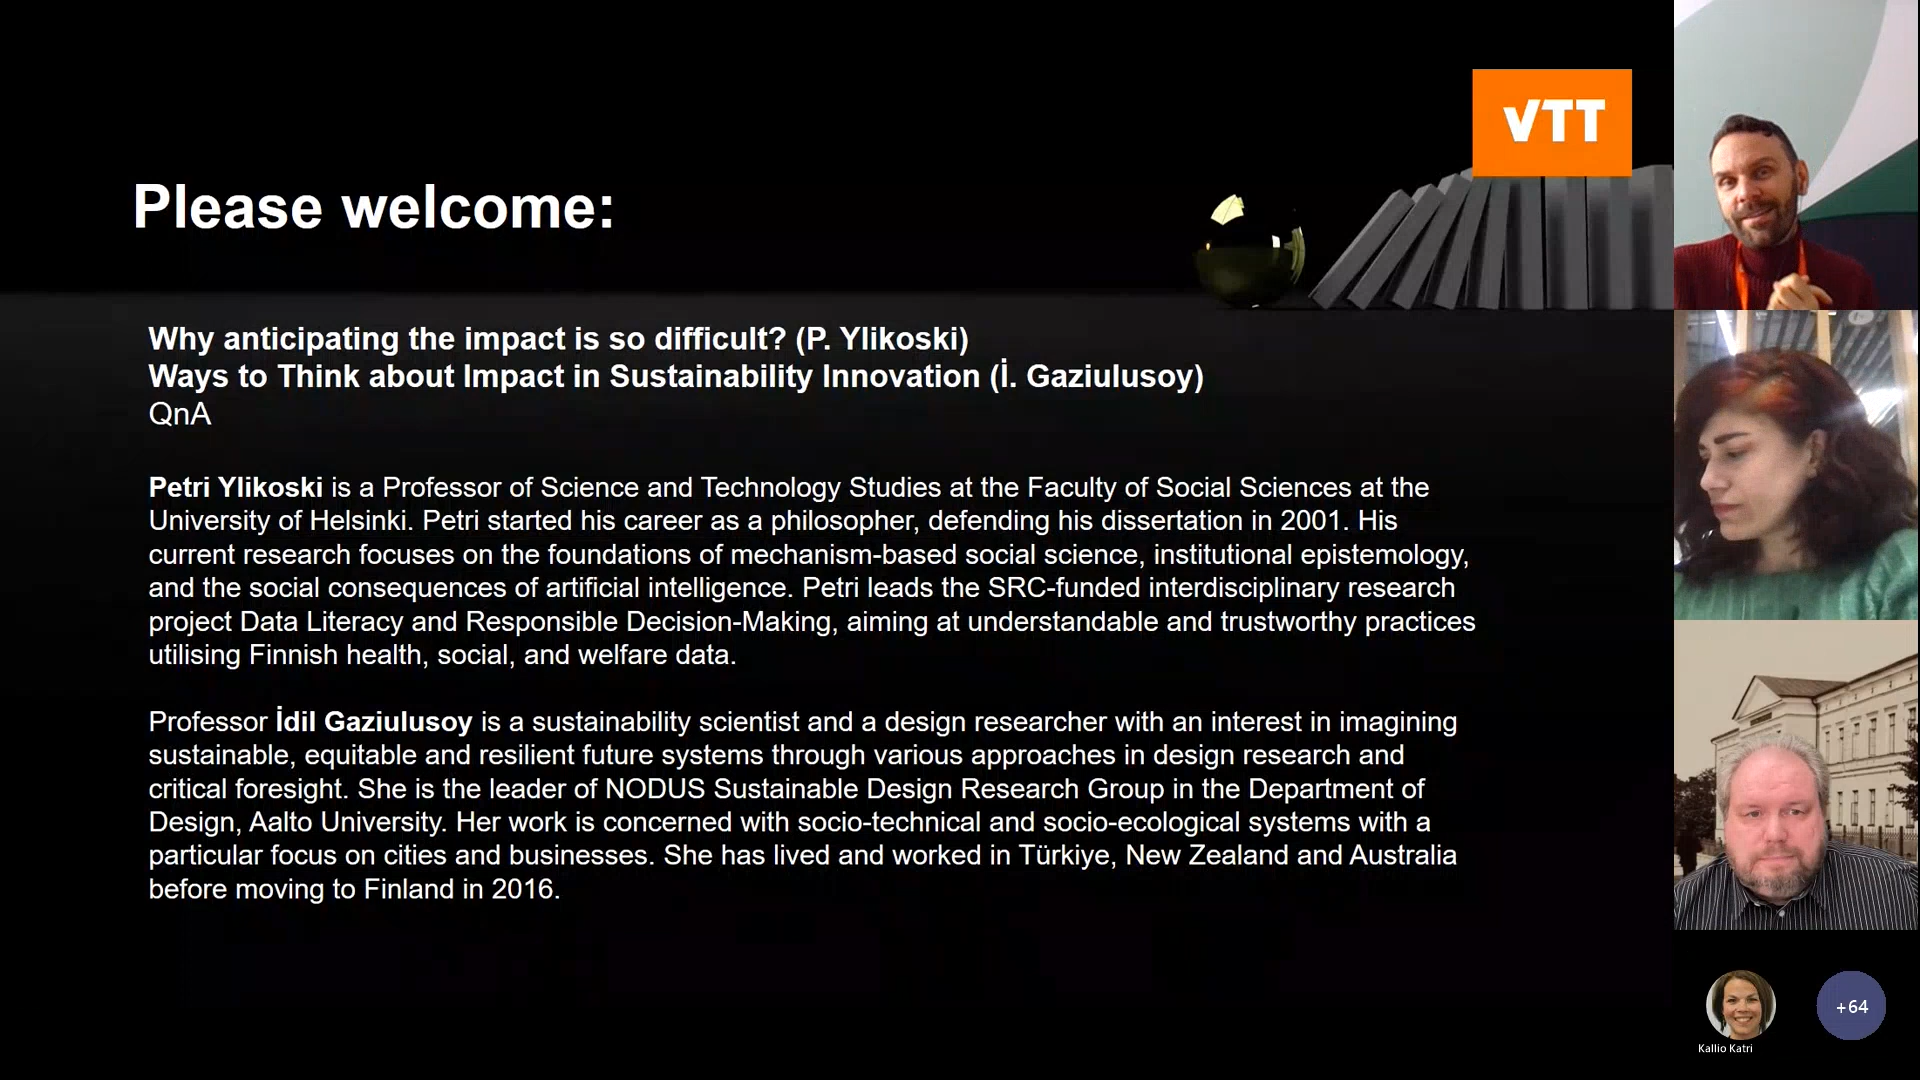 VTT
Please welcome:
Why anticipating the impact is so difficult? (P. Ylikoski)
Ways to Think about Impact in Sustainability Innovation (İ. Gaziulusoy)
QnA
Petri Ylikoski is a Professor of Science and Technology Studies at the Faculty of Social Sciences at the
University of Helsinki. Petri started his career as a philosopher, defending his dissertation in 2001. His
current research focuses on the foundations of mechanism-based social science, institutional epistemology,
and the social consequences of artificial intelligence. Petri leads the SRC-funded interdisciplinary research
project Data Literacy and Responsible Decision-Making, aiming at understandable and trustworthy practices
utilising Finnish health, social, and welfare data.
Professor İdil Gaziulusoy is a sustainability scientist and a design researcher with an interest in imagining
sustainable, equitable and resilient future systems through various approaches in design research and
critical foresight. She is the leader of NODUS Sustainable Design Research Group in the Department of
Design, Aalto University. Her work is concerned with socio-technical and socio-ecological systems with a
particular focus on cities and businesses. She has lived and worked in Türkiye, New Zealand and Australia
before moving to Finland in 2016.
Kallio Katri
+64